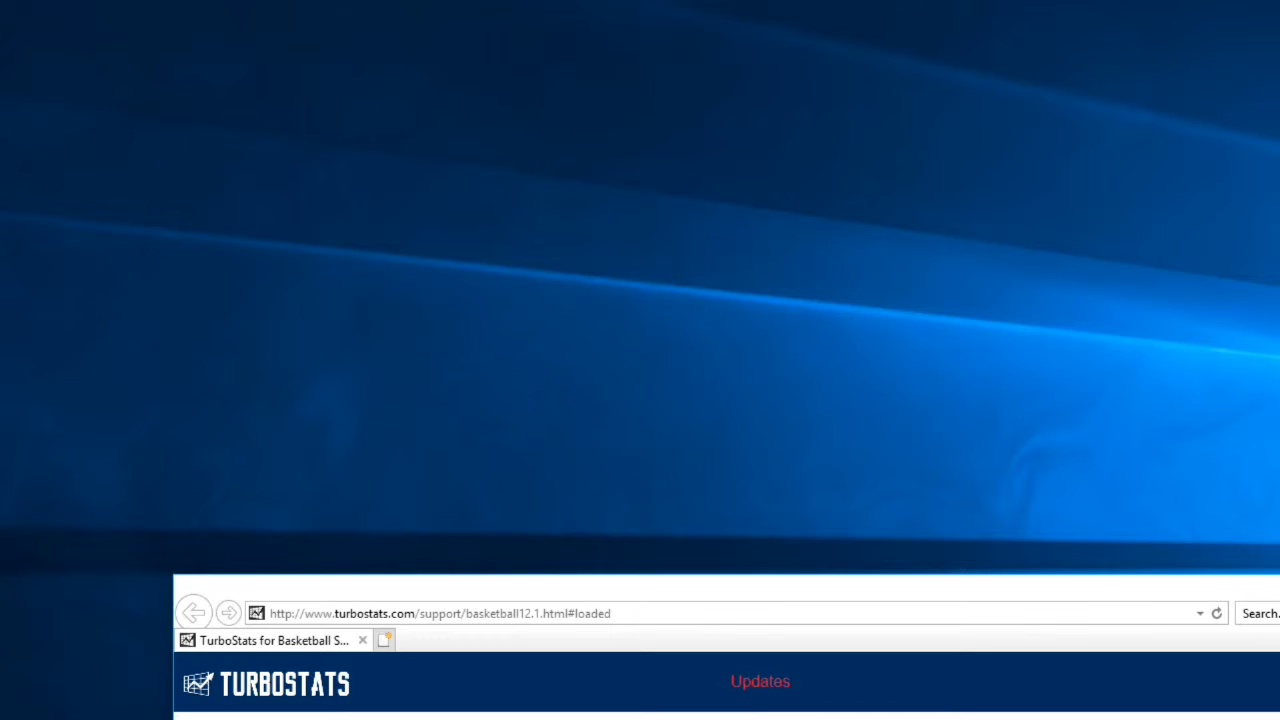 http://www.turbostats.com/support/basketball12.1.html#loaded
Search.
TurboStats for Basketball S...
TURBOSTATS
Updates